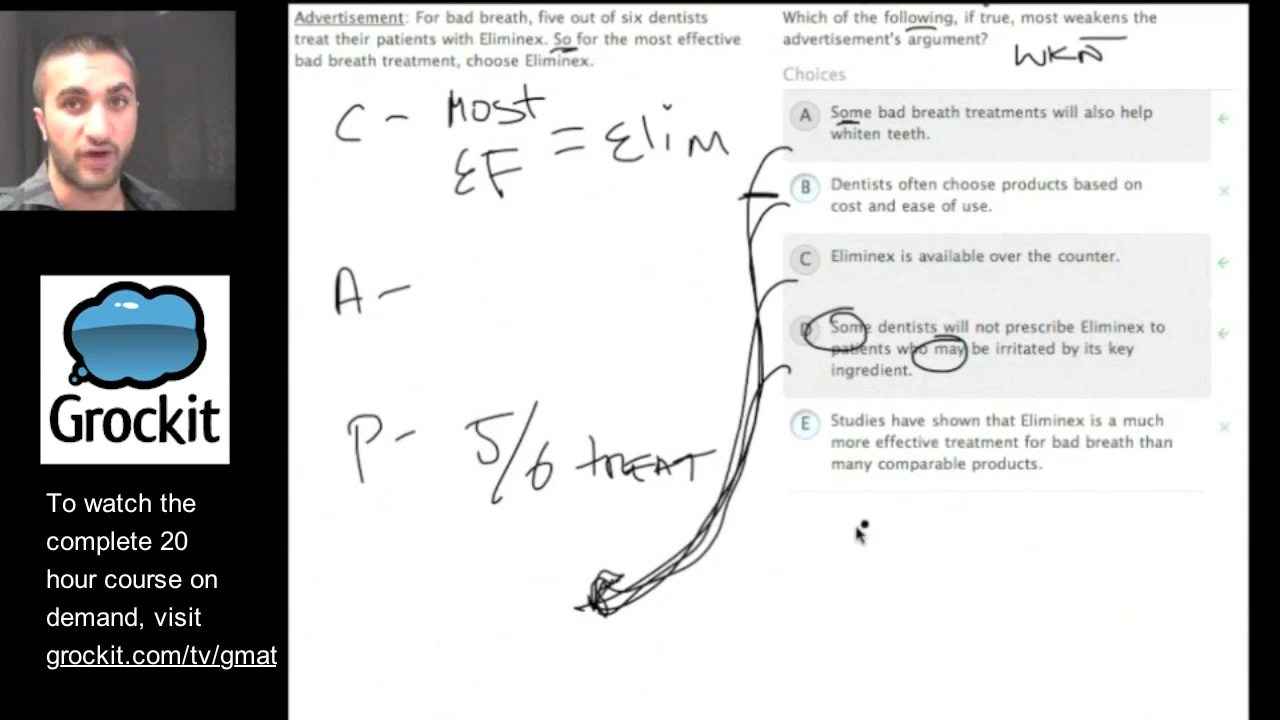 Advertisement: For bad breath, five out of six dentists
treat their patients with Eliminex. So for the most effective
bad breath treatment, choose Eliminex.
C - MOST
EF = Elim
A -
P - 5/6 TREAT
Which of the following, if true, most weakens the
advertisement's argument?
WKN
Choices
A Some bad breath treatments will also help
whiten teeth.
B Dentists often choose products based on
cost and ease of use.
C Eliminex is available over the counter.
D Some dentists will not prescribe Eliminex to
patients who may be irritated by its key
ingredient.
E Studies have shown that Eliminex is a much
more effective treatment for bad breath than
many comparable products.
Grockit
To watch the
complete 20
hour course on
demand, visit
grockit.com/tv/gmat